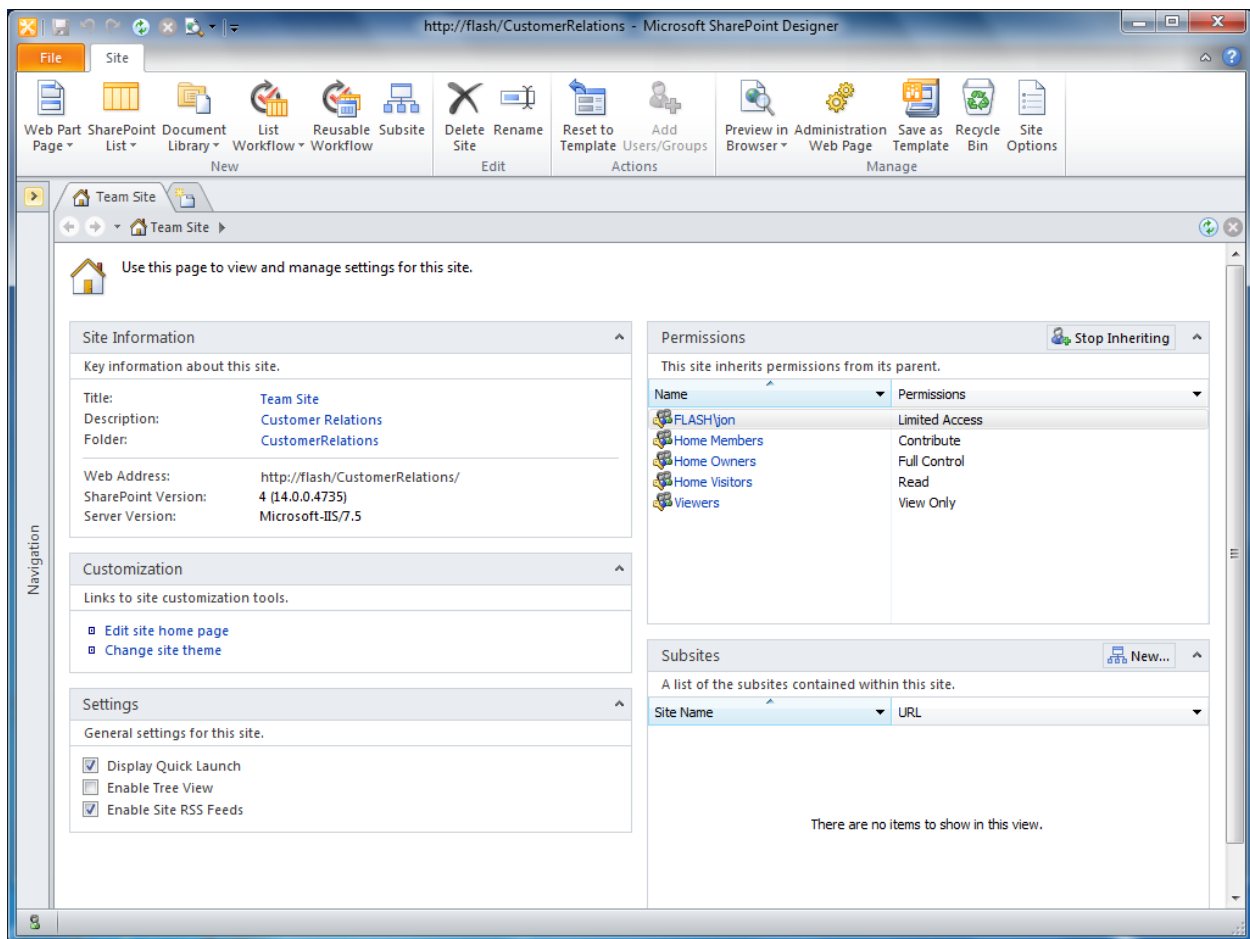 http://flash/CustomerRelations - Microsoft SharePoint Designer
File Site
Web Part Page
SharePoint List
Document Library
List Workflow
Reusable Workflow
Subsite
Delete Site
Rename
Reset to Template
Add Users/Groups
Preview in Browser
Administration Web Page
Save as Template
Recycle Bin
Site Options
New
Edit
Actions
Manage
Team Site
Team Site
Use this page to view and manage settings for this site.
Navigation
Site Information
Key information about this site.
Title: Team Site
Description: Customer Relations
Folder: CustomerRelations
Web Address: http://flash/CustomerRelations/
SharePoint Version: 4 (14.0.0.4735)
Server Version: Microsoft-IIS/7.5
Customization
Links to site customization tools.
Edit site home page
Change site theme
Settings
General settings for this site.
Display Quick Launch
Enable Tree View
Enable Site RSS Feeds
Permissions
Stop Inheriting
This site inherits permissions from its parent.
Name Permissions
FLASH\jon Limited Access
Home Members Contribute
Home Owners Full Control
Home Visitors Read
Viewers View Only
Subsites
New...
A list of the subsites contained within this site.
Site Name URL
There are no items to show in this view.